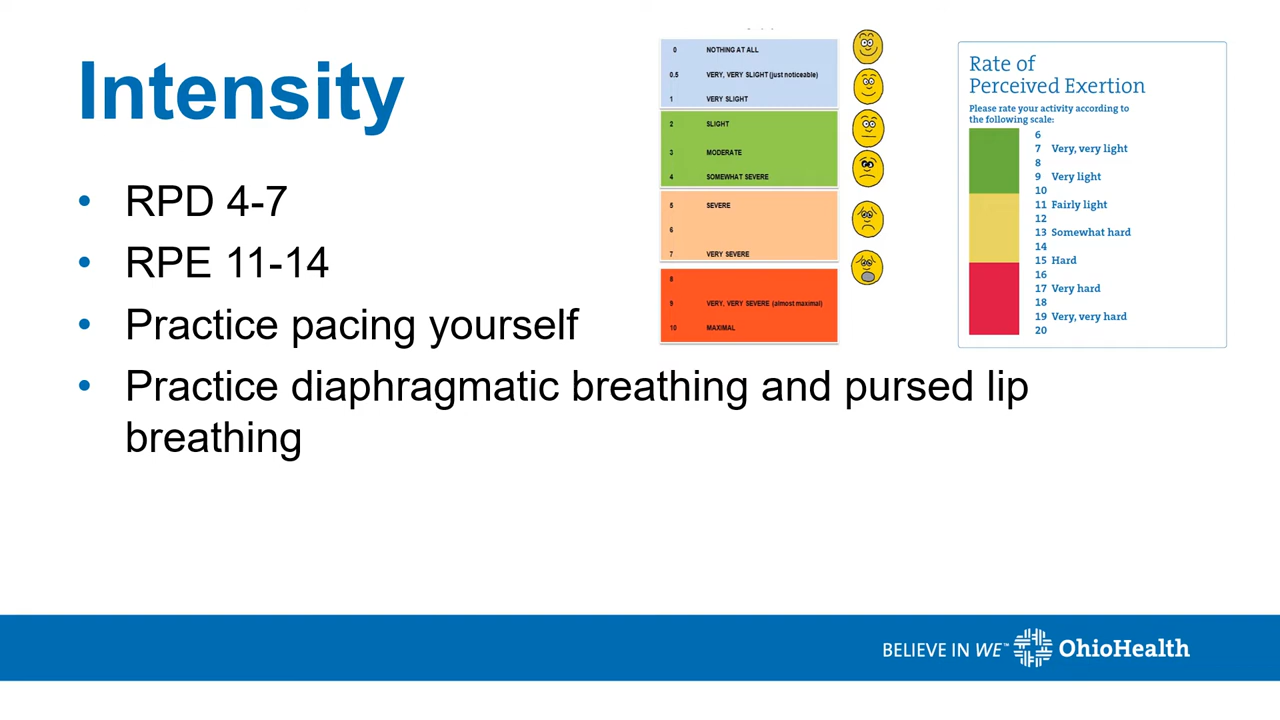 Intensity
• RPD 4-7
• RPE 11-14
• Practice pacing yourself
• Practice diaphragmatic breathing and pursed lip
breathing
0 NOTHING AT ALL
0.5 VERY, VERY SLIGHT (just noticeable)
1 VERY SLIGHT
2 SLIGHT
3 MODERATE
4 SOMEWHAT SEVERE
5 SEVERE
6
7 VERY SEVERE
8
9 VERY, VERY SEVERE (almost maximal)
10 MAXIMAL
Rate of
Perceived Exertion
Please rate your activity according to
the following scale:
6
7 Very, very light
8
9 Very light
10
11 Fairly light
12
13 Somewhat hard
14
15 Hard
16
17 Very hard
18
19 Very, very hard
20
BELIEVE IN WE™ OhioHealth